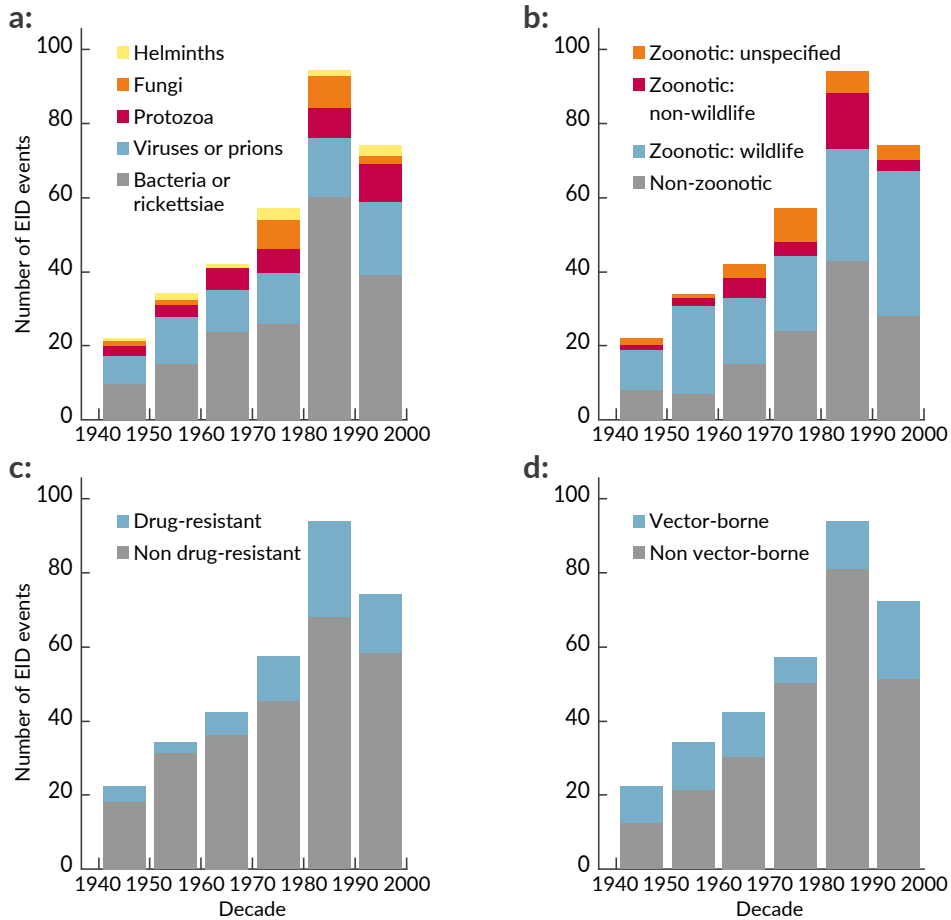 a:
Number of EID events
100
80
60
40
20
0
Helminths
Fungi
Protozoa
Viruses or prions
Bacteria or
rickettsiae
1940 1950 1960 1970 1980 1990 2000
b:
100
80
60
40
20
0
Zoonotic: unspecified
Zoonotic:
non-wildlife
Zoonotic: wildlife
Non-zoonotic
1940 1950 1960 1970 1980 1990 2000
c:
Number of EID events
100
80
60
40
20
0
Drug-resistant
Non drug-resistant
1940 1950 1960 1970 1980 1990 2000
Decade
d:
100
80
60
40
20
0
Vector-borne
Non vector-borne
1940 1950 1960 1970 1980 1990 2000
Decade